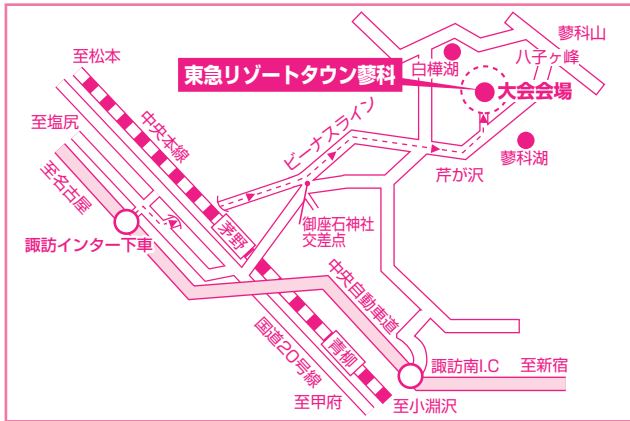 蓼科山
八子ヶ峰
至松本
白樺湖
東急リゾートタウン蓼科
大会会場
中央本線
至塩尻
ビーナスライン
蓼科湖
芹が沢
至名古屋
茅野
御座石神社
交差点
諏訪インター下車
中央自動車道
国道20号線
青柳
諏訪南I.C
至新宿
至甲府
至小淵沢